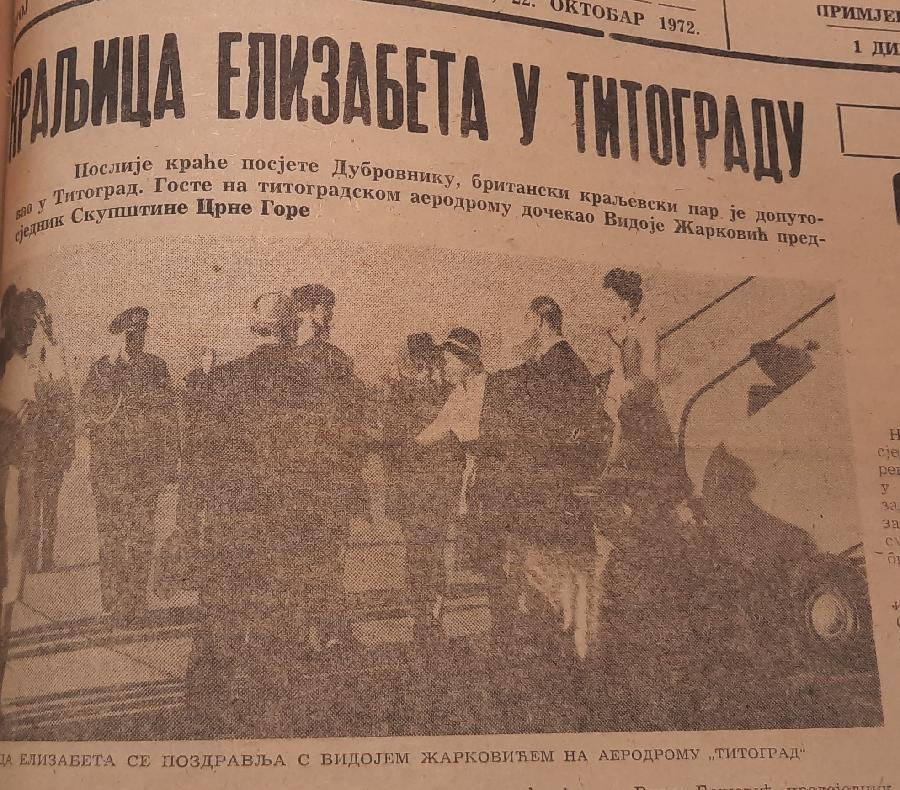 22. ОКТОБАР 1972.
1 ДИ
КРАЉИЦА ЕЛИЗАБЕТА У ТИТОГРАДУ
Послије краће посјете Дубровнику, британски краљевски пар је допуто-
вао у Титоград. Госте на титоградском аеродрому дочекао Видоје Жарковић пред-
сједник Скупштине Црне Горе
ЦА ЕЛИЗАБЕТА СЕ ПОЗДРАВЉА С ВИДОЈЕМ ЖАРКОВИЋЕМ НА АЕРОДРОМУ „ТИТОГРАД“